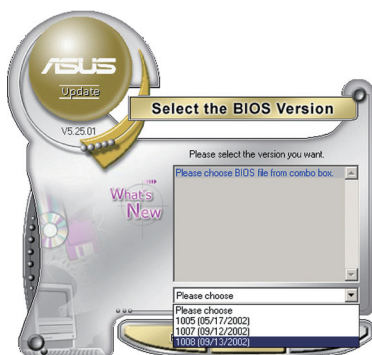 ASUS
Update
V5.25.01
Select the BIOS Version
Please select the version you want.
Please choose BIOS file from combo box.
What's
New
Please choose
Please choose
1005 (05/17/2002)
1007 (09/12/2002)
1008 (09/13/2002)